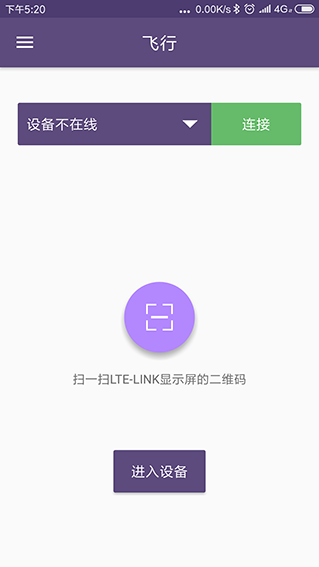 下午5:20 ... 0.00K/s 4G
飞行
设备不在线 连接
扫一扫LTE-LINK显示屏的二维码
进入设备